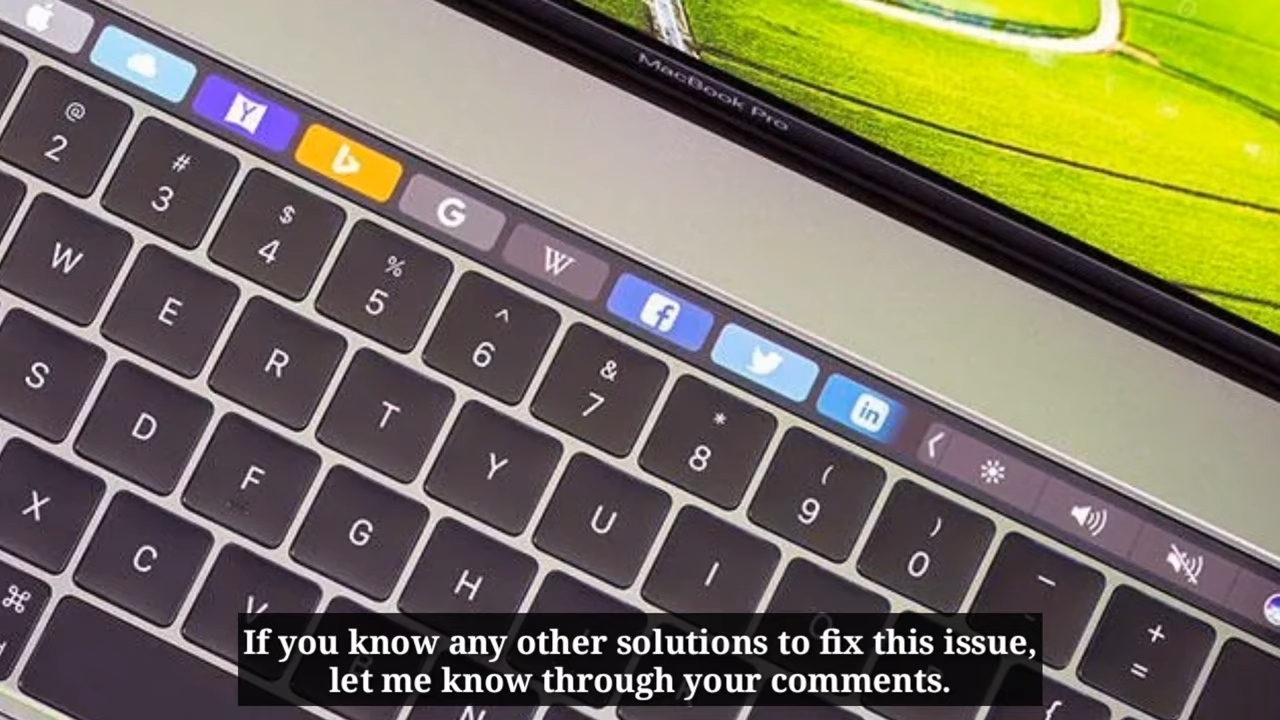 MacBook Pro
Y
b
G
W
f
in
@ # $ % ^ & * ( ) _ +
2 3 4 5 6 7 8 9 0 =
W E R T Y U I
S D F G H
X C V
⌘
{
If you know any other solutions to fix this issue,
let me know through your comments.